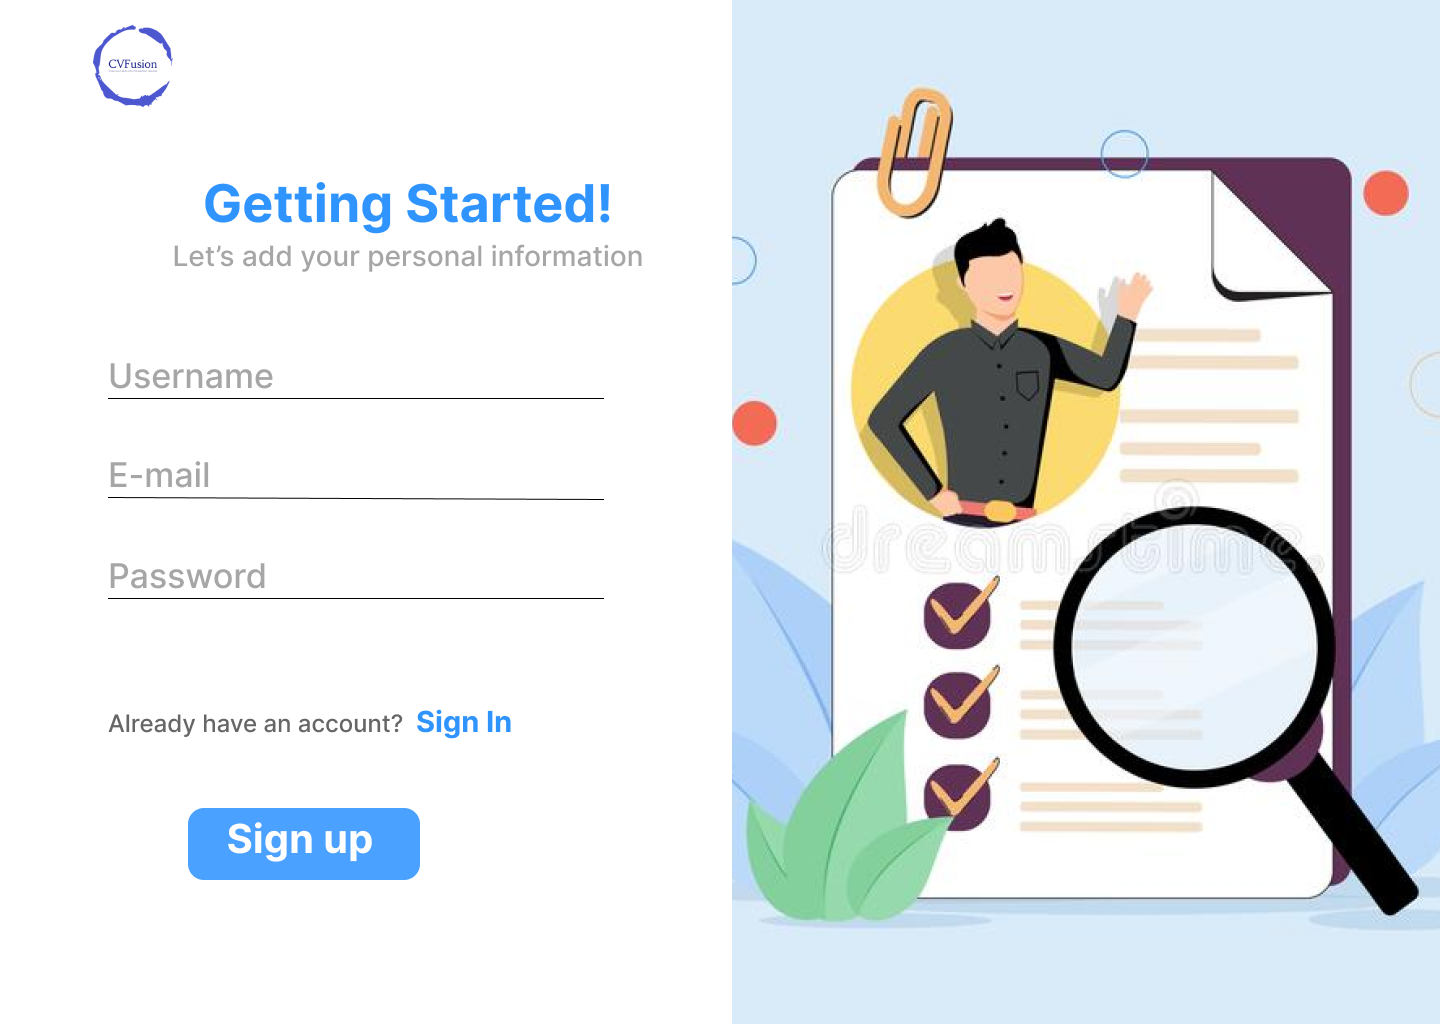 CVFusion
Getting Started!
Let’s add your personal information
Username
E-mail
Password
Already have an account? Sign In
Sign up
dreamstime.